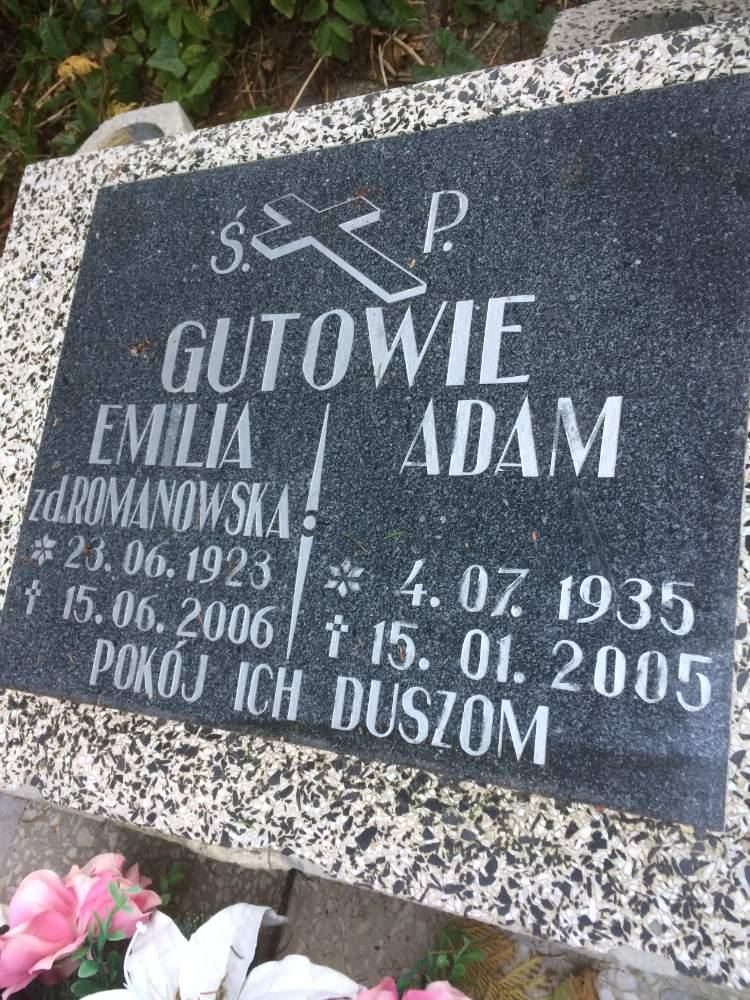 Ś. P.
GUTOWIE
EMILIA ADAM
zd.ROMANOWSKA
* 23.06.1923 * 4.07.1935
† 15.06.2006 † 15.01.2005
POKÓJ ICH DUSZOM